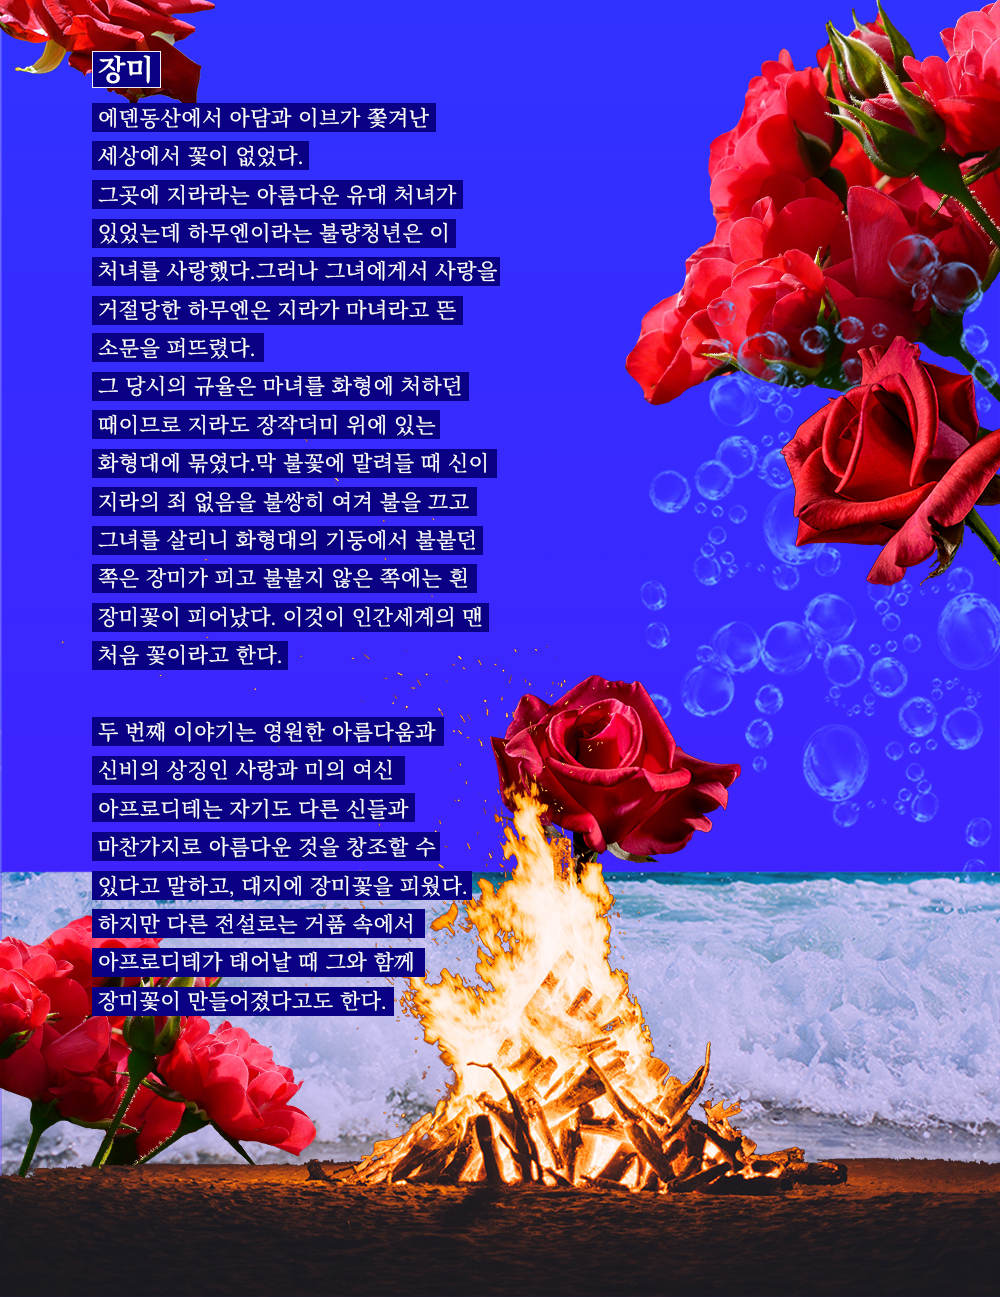 장미
에덴동산에서 아담과 이브가 쫓겨난
세상에서 꽃이 없었다.
그곳에 지라라는 아름다운 유대 처녀가
있었는데 하무엔이라는 불량청년은 이
처녀를 사랑했다.그러나 그녀에게서 사랑을
거절당한 하무엔은 지라가 마녀라고 뜬
소문을 퍼뜨렸다.
그 당시의 규율은 마녀를 화형에 처하던
때이므로 지라도 장작더미 위에 있는
화형대에 묶였다.막 불꽃에 말려들 때 신이
지라의 죄 없음을 불쌍히 여겨 불을 끄고
그녀를 살리니 화형대의 기둥에서 불붙던
쪽은 장미가 피고 불붙지 않은 쪽에는 흰
장미꽃이 피어났다. 이것이 인간세계의 맨
처음 꽃이라고 한다.
두 번째 이야기는 영원한 아름다움과
신비의 상징인 사랑과 미의 여신
아프로디테는 자기도 다른 신들과
마찬가지로 아름다운 것을 창조할 수
있다고 말하고, 대지에 장미꽃을 피웠다.
하지만 다른 전설로는 거품 속에서
아프로디테가 태어날 때 그와 함께
장미꽃이 만들어졌다고도 한다.